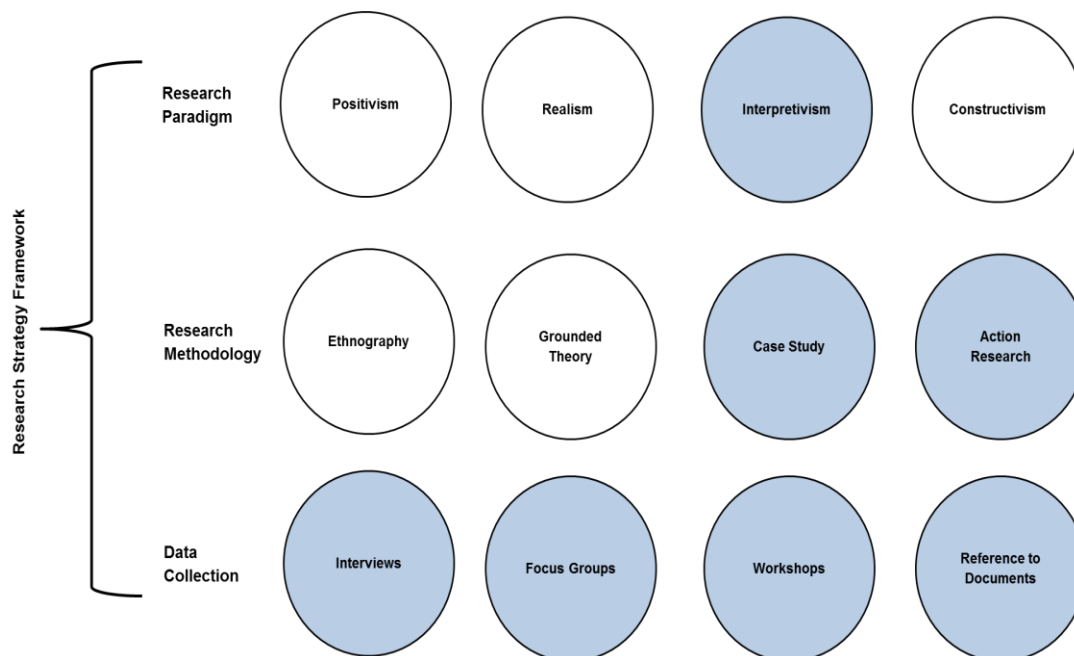 Research Strategy Framework
Research
Paradigm
Positivism
Realism
Interpretivism
Constructivism
Research
Methodology
Ethnography
Grounded
Theory
Case Study
Action
Research
Data
Collection
Interviews
Focus Groups
Workshops
Reference to
Documents